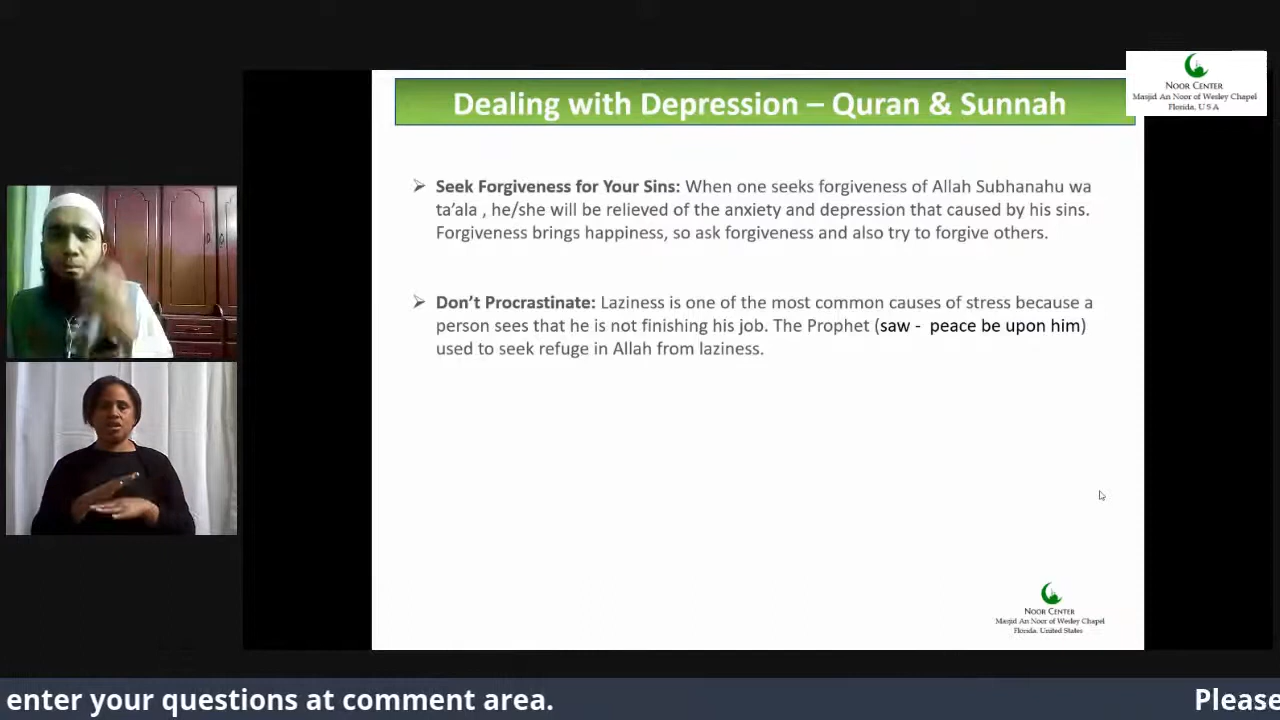 Dealing with Depression – Quran & Sunnah
NOOR CENTER
Masjid An Noor of Wesley Chapel
Florida, U S A
➢ Seek Forgiveness for Your Sins: When one seeks forgiveness of Allah Subhanahu wa
ta’ala , he/she will be relieved of the anxiety and depression that caused by his sins.
Forgiveness brings happiness, so ask forgiveness and also try to forgive others.
➢ Don’t Procrastinate: Laziness is one of the most common causes of stress because a
person sees that he is not finishing his job. The Prophet (saw - peace be upon him)
used to seek refuge in Allah from laziness.
NOOR CENTER
Masjid An Noor of Wesley Chapel
Florida, United States
enter your questions at comment area.
Please